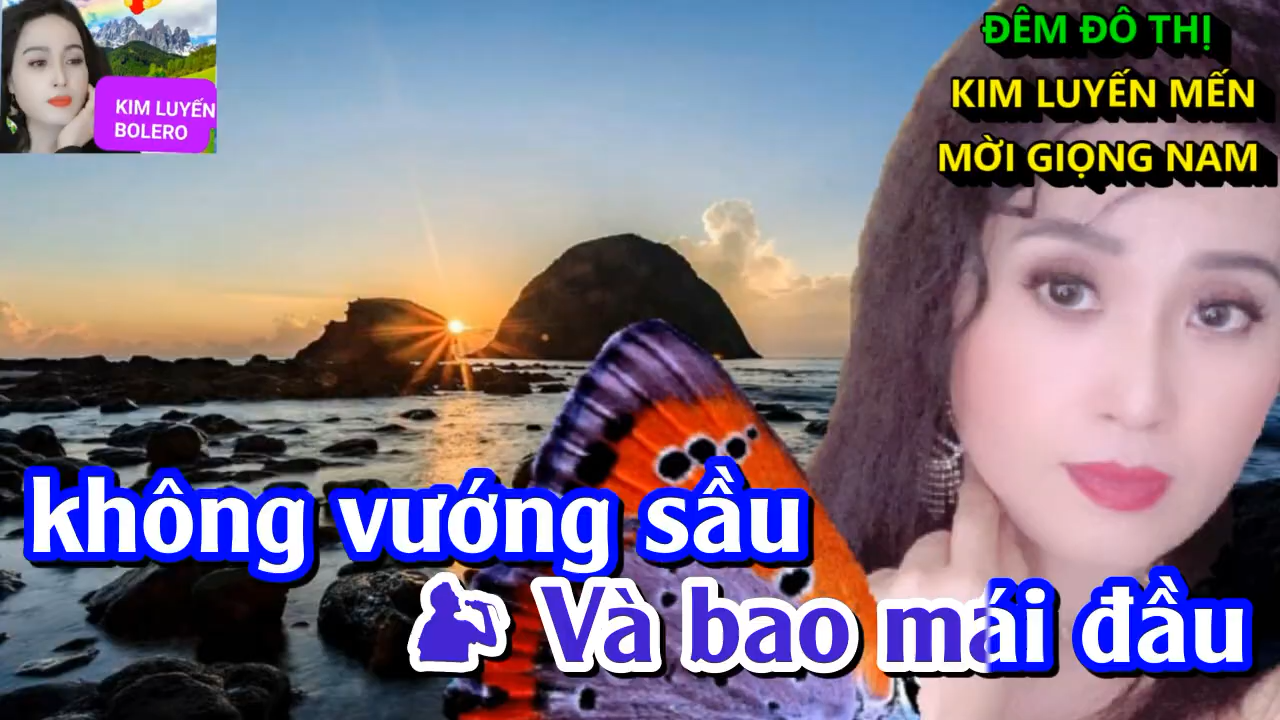 KIM LUYẾN
BOLERO
ĐÊM ĐÔ THỊ
KIM LUYẾN MẾN
MỜI GIỌNG NAM
không vướng sầu
Và bao mái đầu